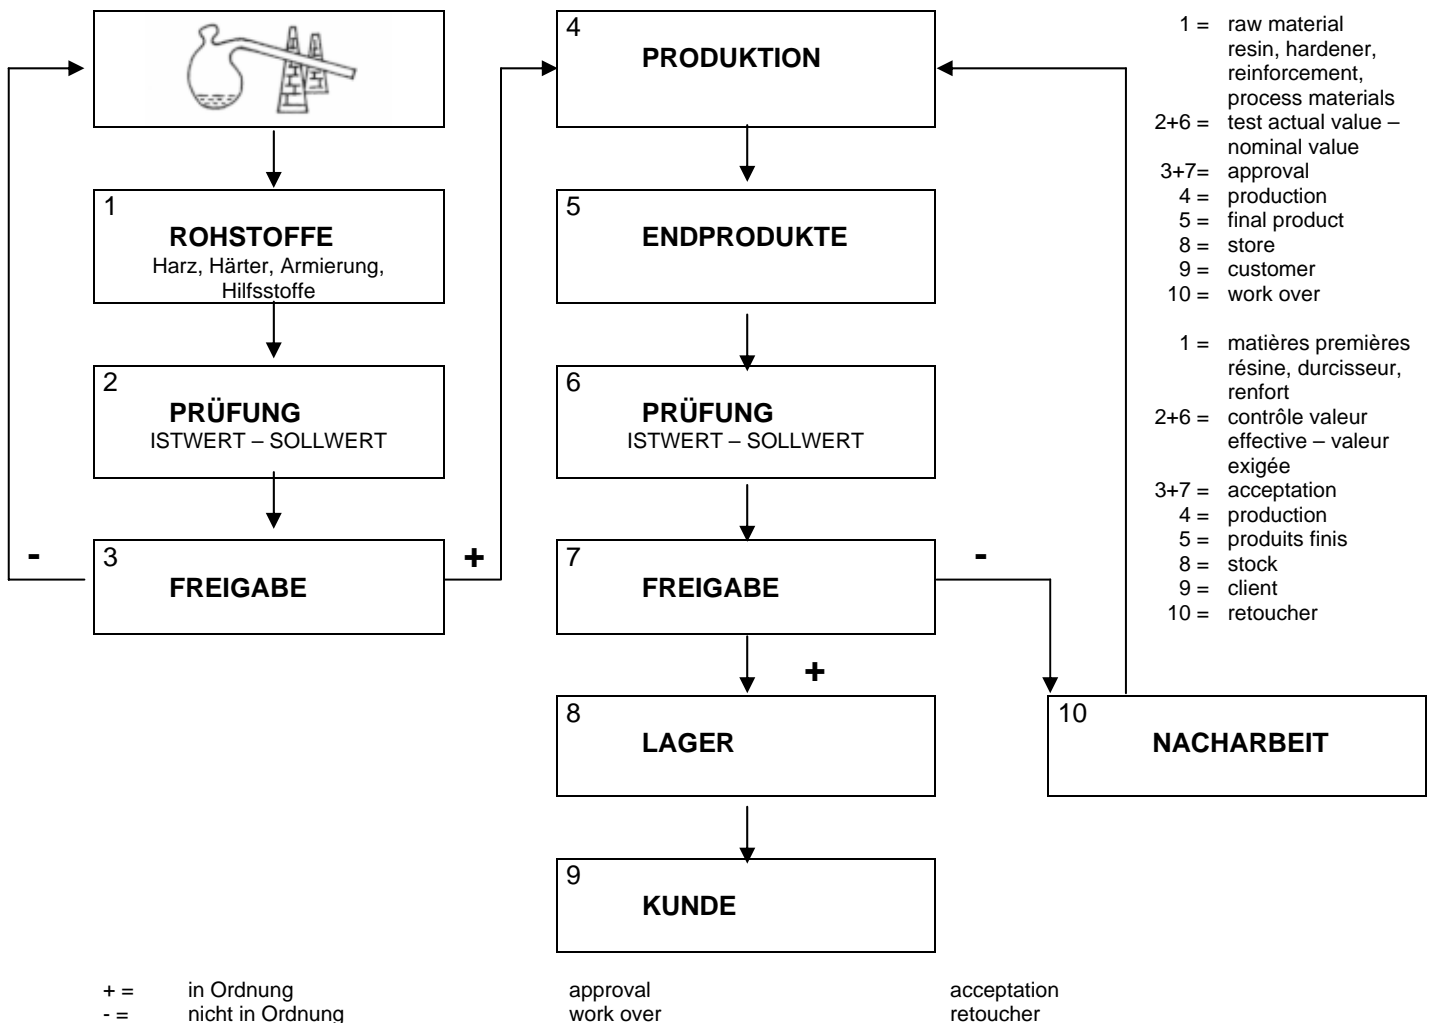 1
ROHSTOFFE
Harz, Härter, Armierung,
Hilfsstoffe
2
PRÜFUNG
ISTWERT – SOLLWERT
3
FREIGABE
-
+
4
PRODUKTION
5
ENDPRODUKTE
6
PRÜFUNG
ISTWERT – SOLLWERT
7
FREIGABE
-
+
8
LAGER
9
KUNDE
10
NACHARBEIT
1 = raw material
resin, hardener,
reinforcement,
process materials
2+6 = test actual value –
nominal value
3+7= approval
4 = production
5 = final product
8 = store
9 = customer
10 = work over
1 = matières premières
résine, durcisseur,
renfort
2+6 = contrôle valeur
effective – valeur
exigée
3+7 = acceptation
4 = production
5 = produits finis
8 = stock
9 = client
10 = retoucher
+ = in Ordnung approval acceptation
- = nicht in Ordnung work over retoucher